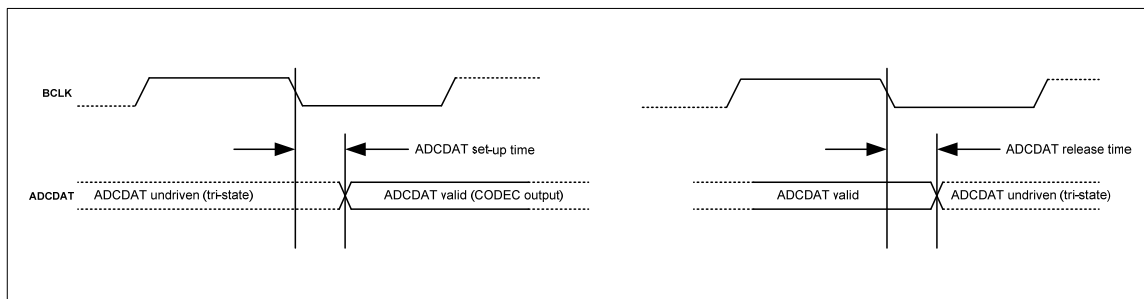 BCLK
ADCDAT set-up time
ADCDAT release time
ADCDAT
ADCDAT undriven (tri-state)
ADCDAT valid (CODEC output)
ADCDAT valid
ADCDAT undriven (tri-state)